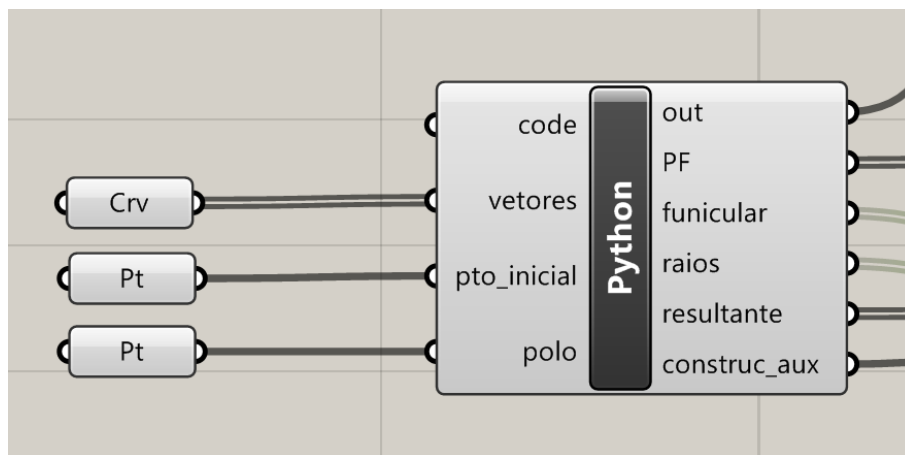 Crv
Pt
Pt
code
vetores
pto_inicial
polo
Python
out
PF
funicular
raios
resultante
construc_aux